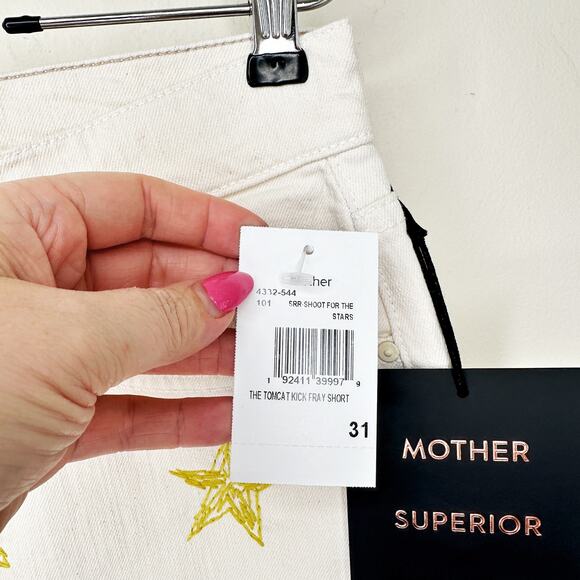 4332-544
101 SRR-SHOOT FOR THE
STARS
1 92411 39997 9
THE TOMCAT KICK FRAY SHORT
31
MOTHER
SUPERIOR